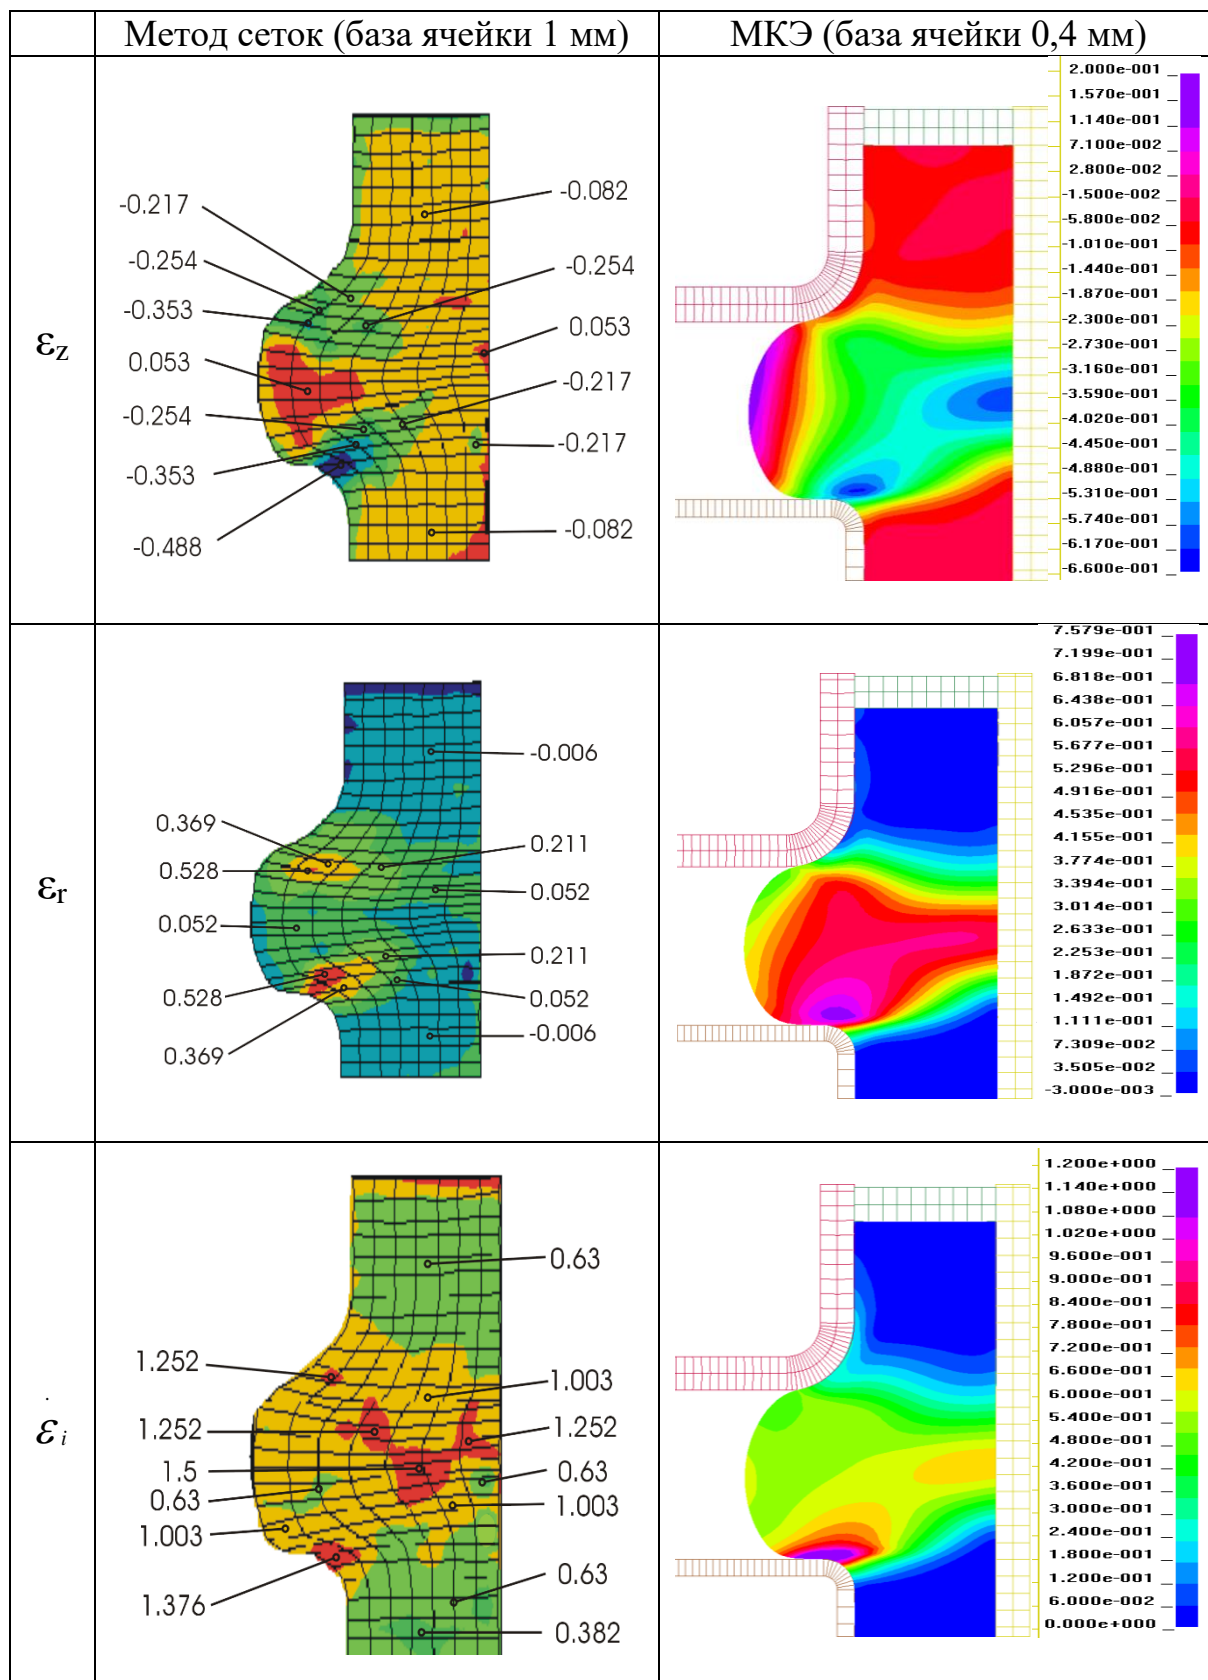 Метод сеток (база ячейки 1 мм)
МКЭ (база ячейки 0,4 мм)
εz
-0.217
-0.254
-0.353
0.053
-0.254
-0.353
-0.488
-0.082
-0.254
0.053
-0.217
-0.217
-0.082
2.000e-001
1.570e-001
1.140e-001
7.100e-002
2.800e-002
-1.500e-002
-5.800e-002
-1.010e-001
-1.440e-001
-1.870e-001
-2.300e-001
-2.730e-001
-3.160e-001
-3.590e-001
-4.020e-001
-4.450e-001
-4.880e-001
-5.310e-001
-5.740e-001
-6.170e-001
-6.600e-001
εr
0.369
0.528
0.052
0.528
0.369
-0.006
0.211
0.052
0.211
0.052
-0.006
7.579e-001
7.199e-001
6.818e-001
6.438e-001
6.057e-001
5.677e-001
5.296e-001
4.916e-001
4.535e-001
4.155e-001
3.774e-001
3.394e-001
3.014e-001
2.633e-001
2.253e-001
1.872e-001
1.492e-001
1.111e-001
7.309e-002
3.505e-002
-3.000e-003
ε̇i
1.252
1.252
1.5
0.63
1.003
1.376
0.63
1.003
1.252
0.63
1.003
0.63
0.382
1.200e+000
1.140e+000
1.080e+000
1.020e+000
9.600e-001
9.000e-001
8.400e-001
7.800e-001
7.200e-001
6.600e-001
6.000e-001
5.400e-001
4.800e-001
4.200e-001
3.600e-001
3.000e-001
2.400e-001
1.800e-001
1.200e-001
6.000e-002
0.000e+000